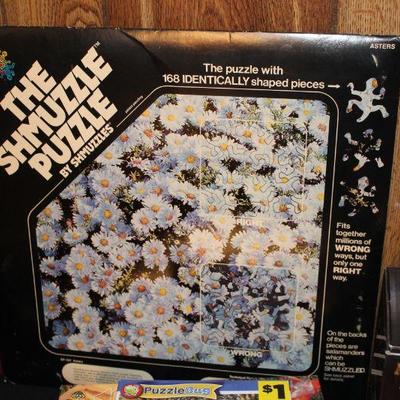 ASTERS
THE
SHMUZZLE™
PUZZLE
BY SHMUZZLES
The puzzle with
168 IDENTICALLY shaped pieces →
RIGHT
Fits
together
millions of
WRONG
ways, but
only one
RIGHT
way.
WRONG
On the backs
of the
pieces are
salamanders
which can
be SHMUZZLED
PuzzleBug
$1